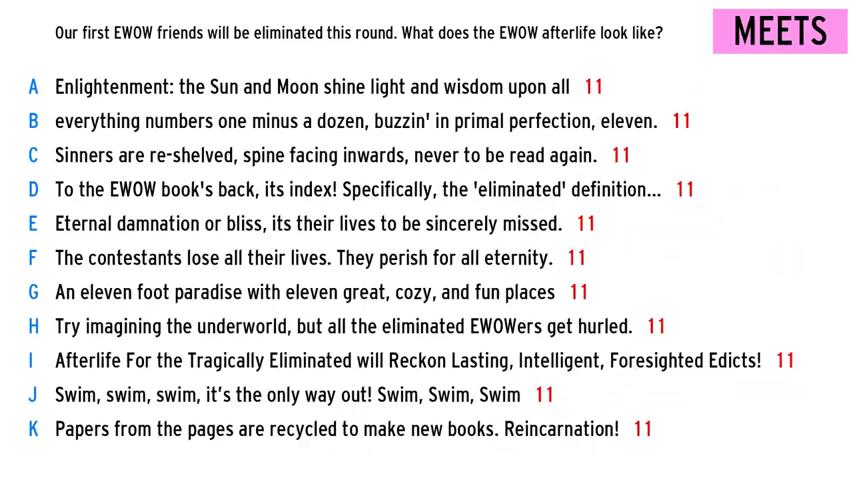 Our first EWOW friends will be eliminated this round. What does the EWOW afterlife look like?
MEETS
A Enlightenment: the Sun and Moon shine light and wisdom upon all 11
B everything numbers one minus a dozen, buzzin' in primal perfection, eleven. 11
C Sinners are re-shelved, spine facing inwards, never to be read again. 11
D To the EWOW book's back, its index! Specifically, the 'eliminated' definition... 11
E Eternal damnation or bliss, its their lives to be sincerely missed. 11
F The contestants lose all their lives. They perish for all eternity. 11
G An eleven foot paradise with eleven great, cozy, and fun places 11
H Try imagining the underworld, but all the eliminated EWOWers get hurled. 11
I Afterlife For the Tragically Eliminated will Reckon Lasting, Intelligent, Foresighted Edicts! 11
J Swim, swim, swim, it's the only way out! Swim, Swim, Swim 11
K Papers from the pages are recycled to make new books. Reincarnation! 11